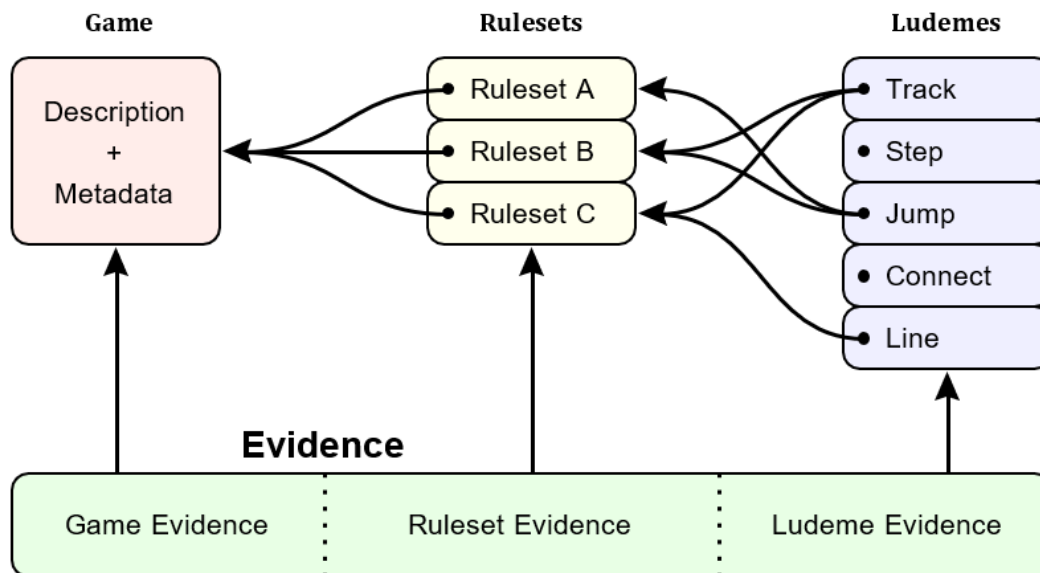 Game
Rulesets
Ludemes
Description
+
Metadata
Ruleset A
Ruleset B
Ruleset C
Track
Step
Jump
Connect
Line
Evidence
Game Evidence
Ruleset Evidence
Ludeme Evidence